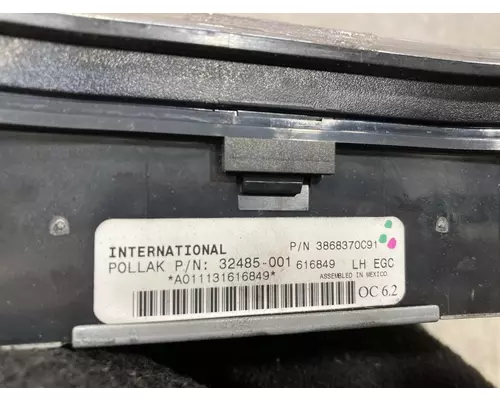 INTERNATIONAL P/N 3868370C91
POLLAK P/N: 32485-001 616849 LH EGC
*A011131616849* ASSEMBLED IN MEXICO
OC 6.2